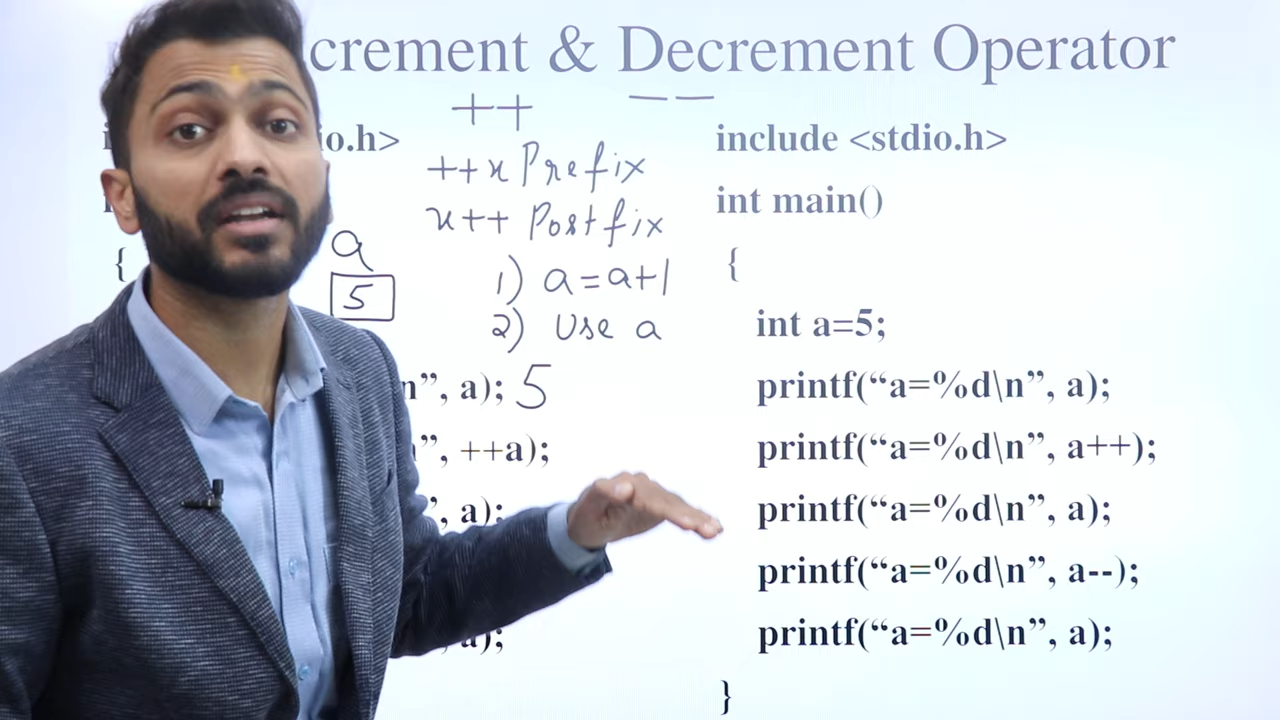 crement & Decrement Operator
++ — —
io.h>
++x Prefix
x++ Postfix
{
a
5
1) a=a+1
2) Use a
n”, a); 5
”, ++a);
”, a);
a);
include <stdio.h>
int main()
{
int a=5;
printf(“a=%d\n”, a);
printf(“a=%d\n”, a++);
printf(“a=%d\n”, a);
printf(“a=%d\n”, a--);
printf(“a=%d\n”, a);
}